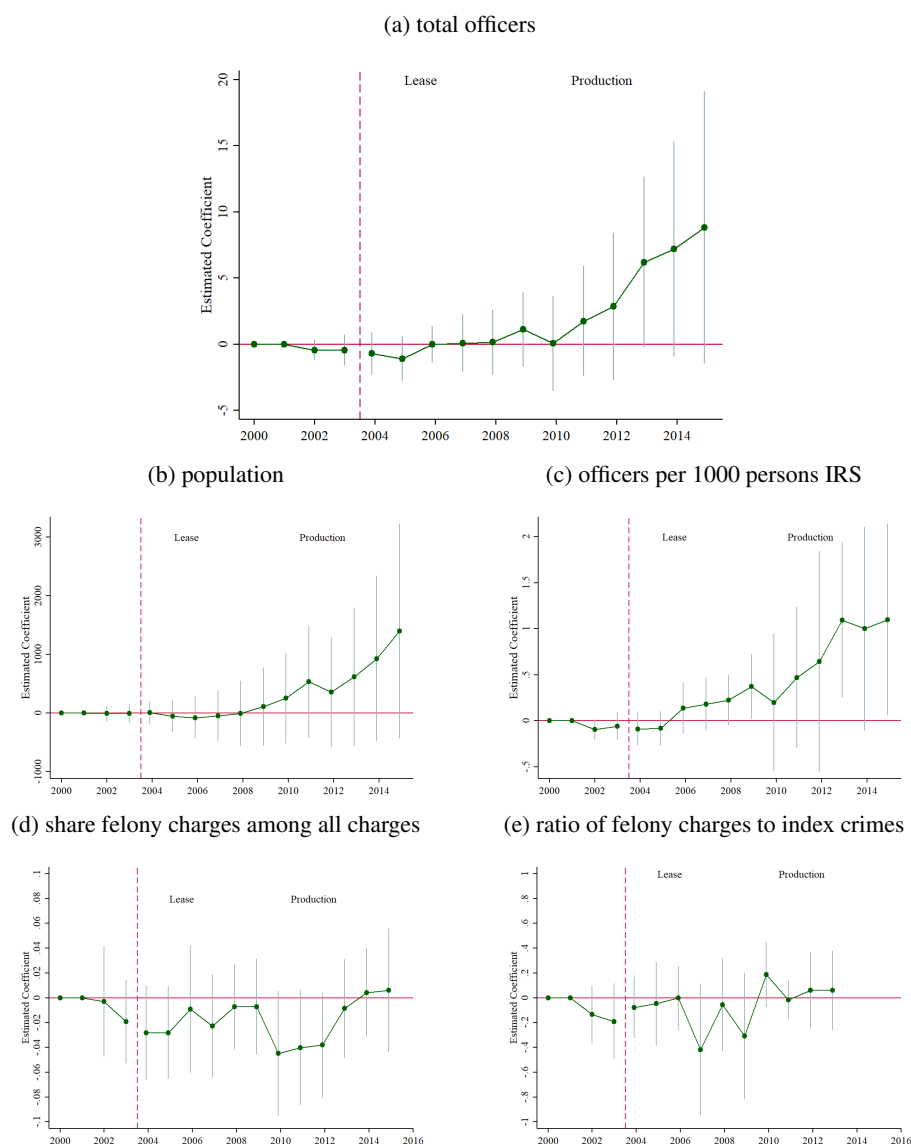 (a) total officers
Lease Production
Estimated Coefficient
20
15
10
5
0
-5
2000 2002 2004 2006 2008 2010 2012 2014
(b) population
(c) officers per 1000 persons IRS
Lease Production
Estimated Coefficient
3000
2000
1000
0
-1000
2000 2002 2004 2006 2008 2010 2012 2014
Lease Production
Estimated Coefficient
2
1.5
1
.5
0
-.5
2000 2002 2004 2006 2008 2010 2012 2014
(d) share felony charges among all charges
(e) ratio of felony charges to index crimes
Lease Production
Estimated Coefficient
.1
.08
.06
.04
.02
0
-.02
-.04
-.06
-.08
-.1
2000 2002 2004 2006 2008 2010 2012 2014 2016
Lease Production
Estimated Coefficient
1
.8
.6
.4
.2
0
-.2
-.4
-.6
-.8
-1
2000 2002 2004 2006 2008 2010 2012 2014 2016